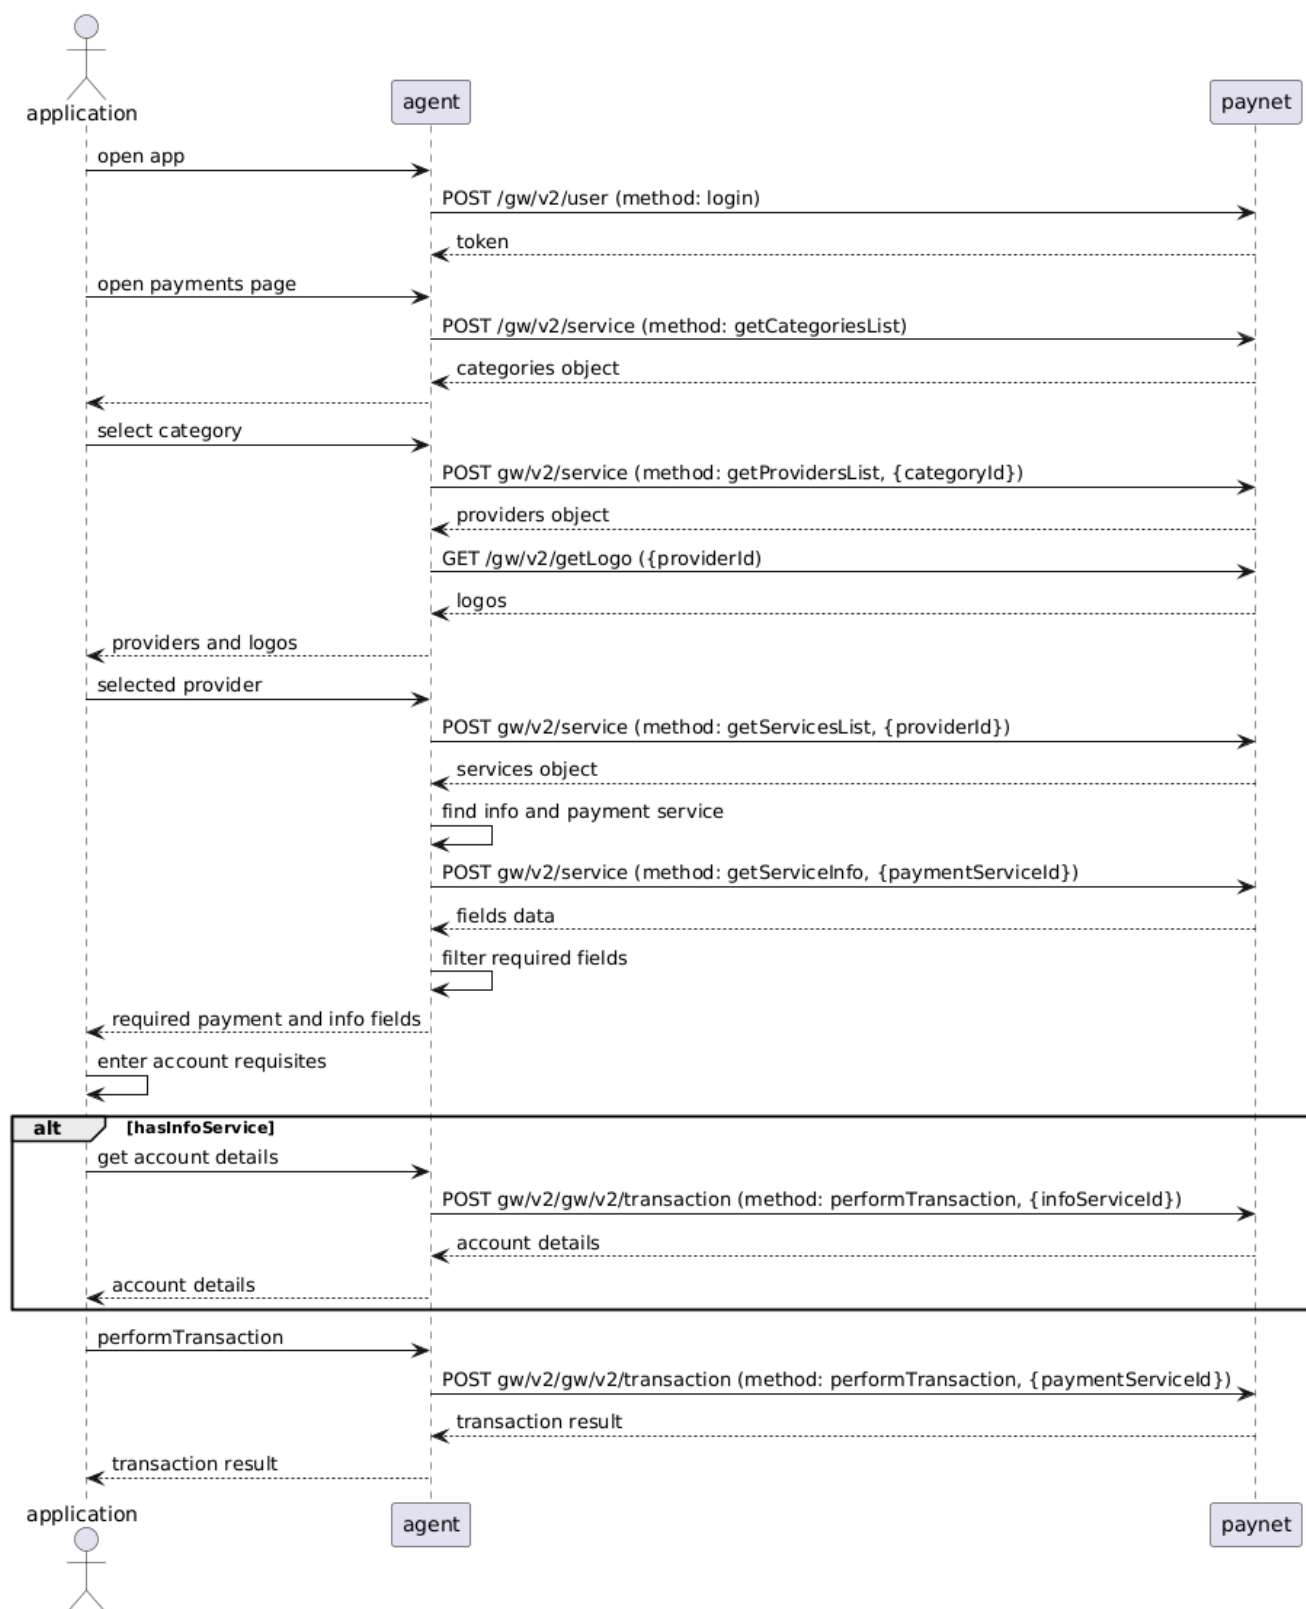 application
agent
paynet
open app
POST /gw/v2/user (method: login)
token
open payments page
POST /gw/v2/service (method: getCategoriesList)
categories object
select category
POST gw/v2/service (method: getProvidersList, {categoryId})
providers object
GET /gw/v2/getLogo ({providerId)
logos
providers and logos
selected provider
POST gw/v2/service (method: getServicesList, {providerId})
services object
find info and payment service
POST gw/v2/service (method: getServiceInfo, {paymentServiceId})
fields data
filter required fields
required payment and info fields
enter account requisites
alt [hasInfoService]
get account details
POST gw/v2/gw/v2/transaction (method: performTransaction, {infoServiceId})
account details
account details
performTransaction
POST gw/v2/gw/v2/transaction (method: performTransaction, {paymentServiceId})
transaction result
transaction result
application
agent
paynet